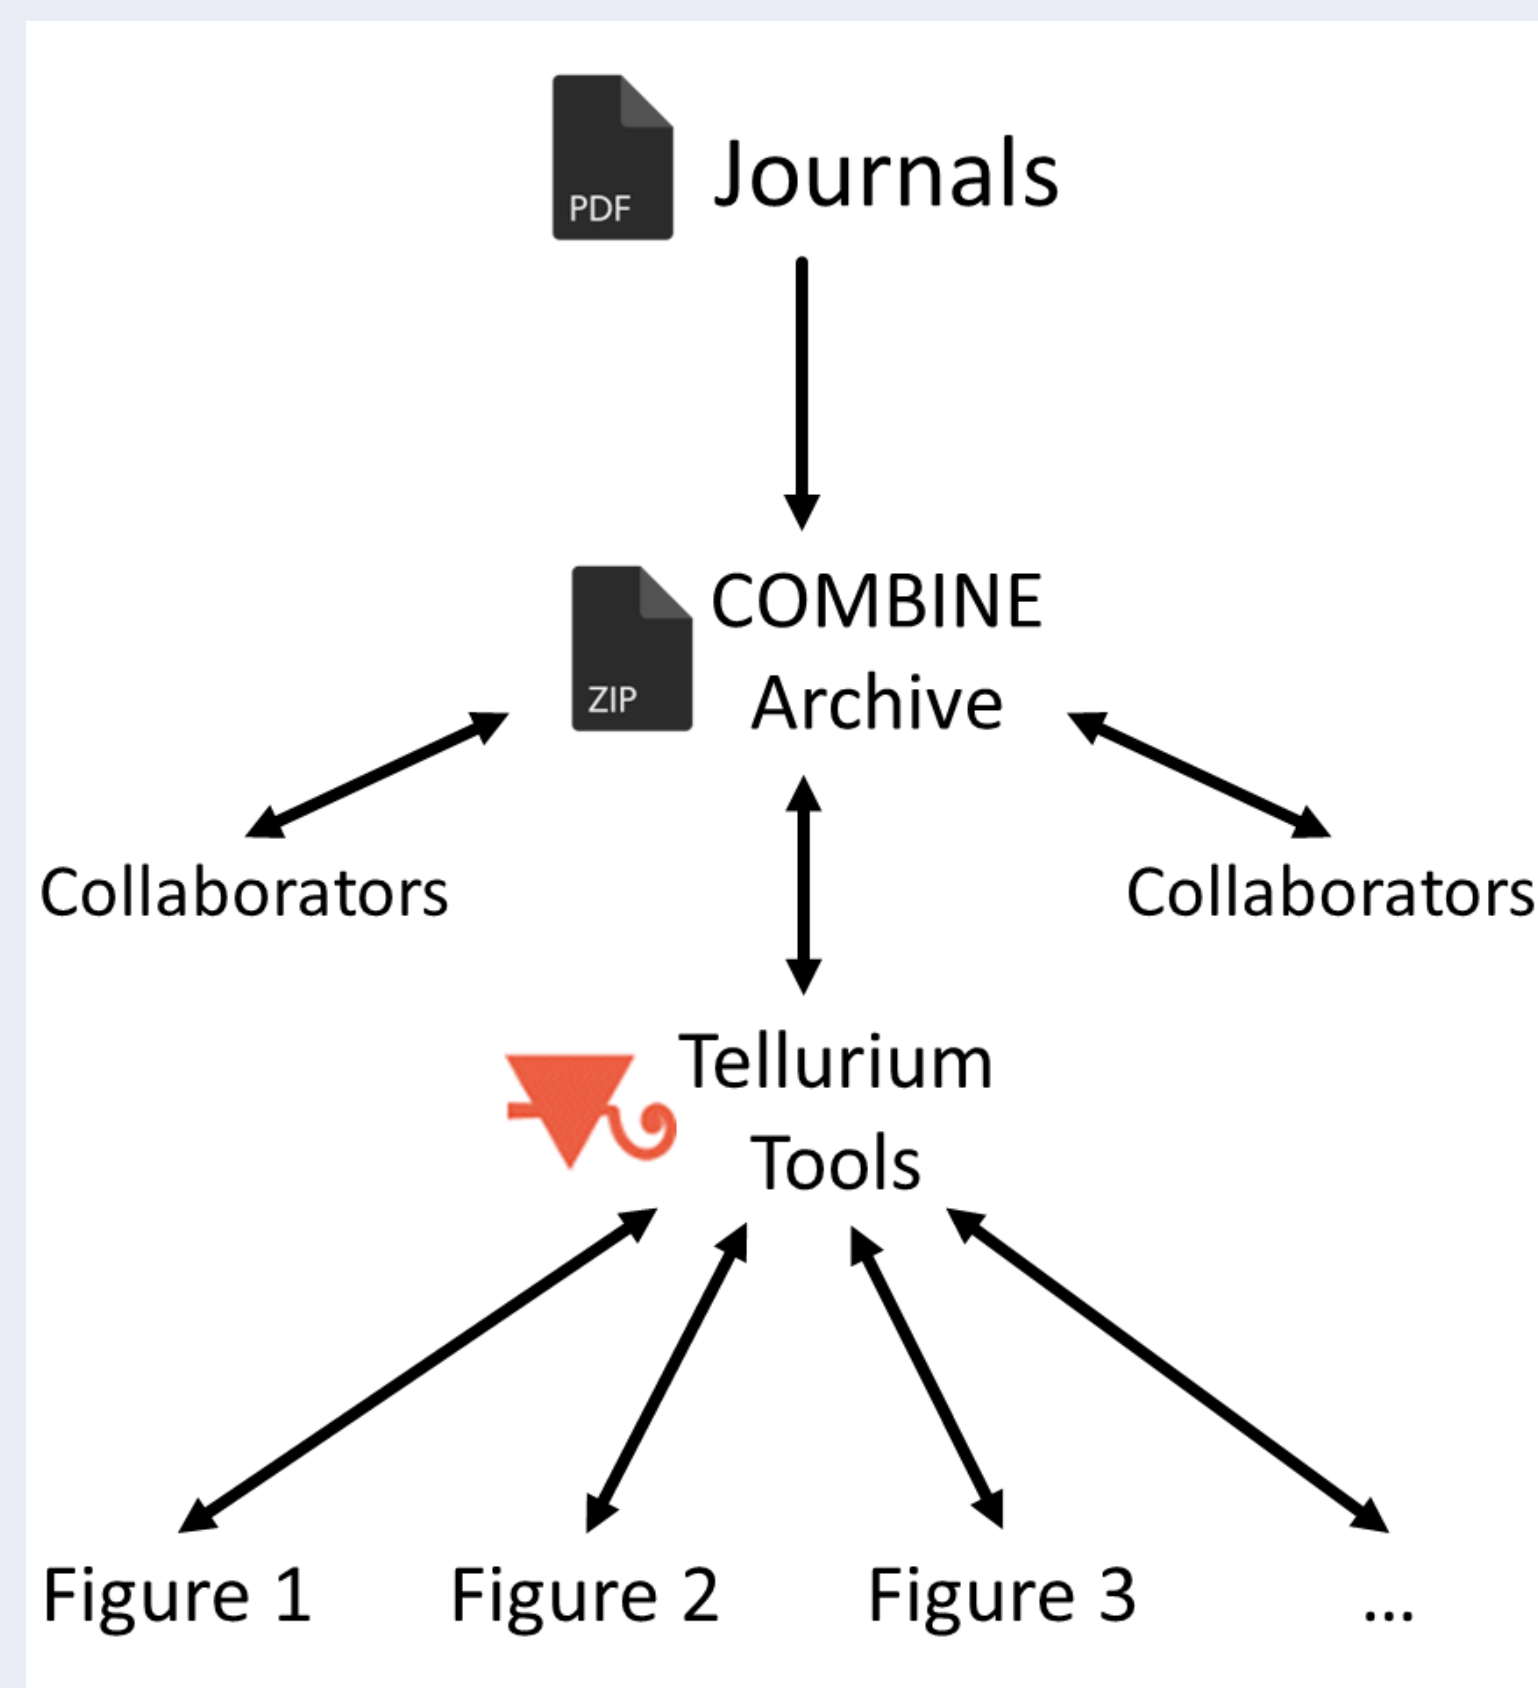 PDF
Journals
COMBINE
Archive
ZIP
Collaborators
Collaborators
Tellurium
Tools
Figure 1
Figure 2
Figure 3
...